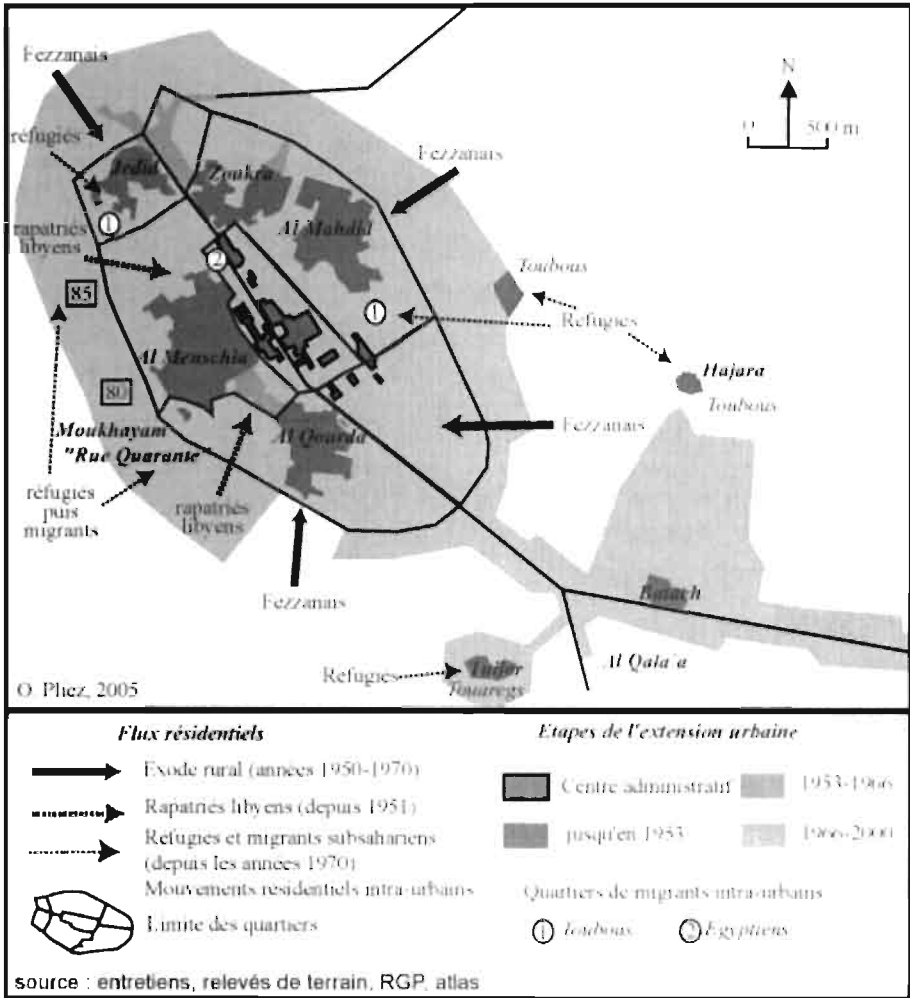 Fezzanais
N
réfugiés
0 500 m
Jedid
Zoukra
Fezzanais
Al Mahdia
1
rapatriés
libyens
2
Toubous
85
1
Réfugiés
Al Menschia
Hajara
80
Toubous
Moukhayam
"Rue Quarante"
Al Qourda
Fezzanais
réfugiés
puis
migrants
rapatriés
libyens
Fezzanais
Al Qala'a
Réfugiés
Touaregs
O Pliez, 2005
Flux résidentiels
Exode rural (années 1950-1970)
Rapatriés libyens (depuis 1951)
Réfugiés et migrants subsahariens
(depuis les années 1970)
Mouvements résidentiels intra-urbains
Limite des quartiers
Etapes de l'extension urbaine
Centre administratif
1953-1966
jusqu'en 1953
1966-2000
Quartiers de migrants intra-urbains
1 Toubous
2 Egyptiens
source : entretiens, relevés de terrain, RGP, atlas